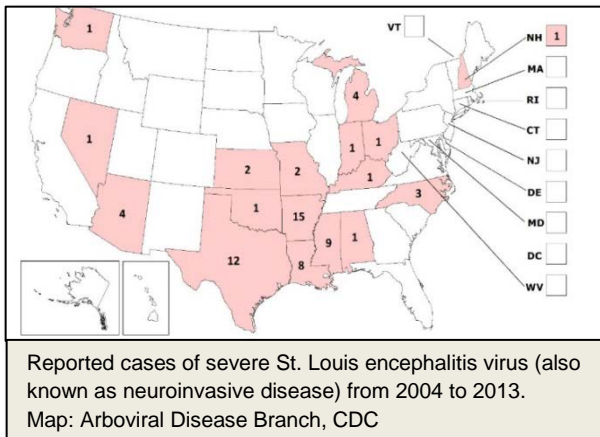 VT
NH 1
MA
RI
CT
NJ
DE
MD
DC
WV
1
1
4
2
1
12
2
15
8
9
1
4
1
1
1
3
Reported cases of severe St. Louis encephalitis virus (also
known as neuroinvasive disease) from 2004 to 2013.
Map: Arboviral Disease Branch, CDC